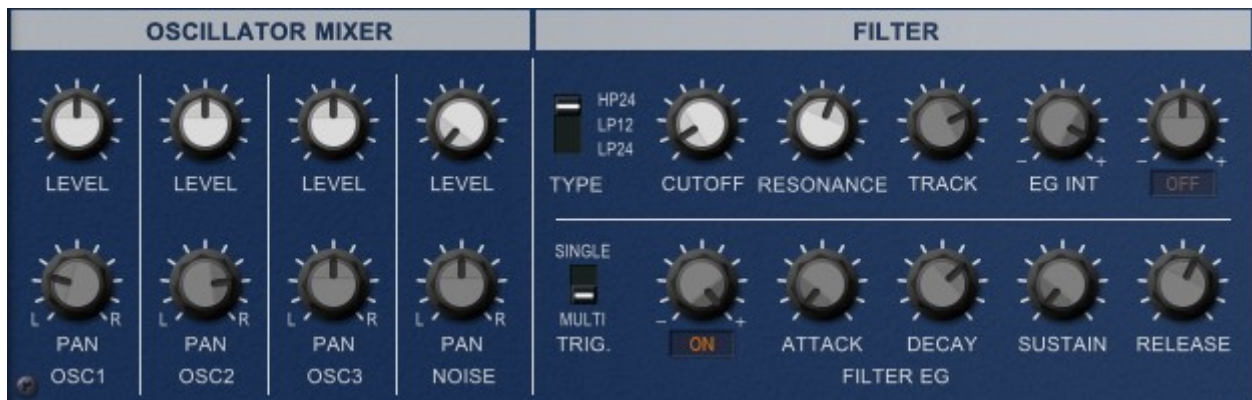 OSCILLATOR MIXER
FILTER
HP24
LP12
LP24
LEVEL LEVEL LEVEL LEVEL
TYPE CUTOFF RESONANCE TRACK - EG INT + - OFF +
SINGLE
MULTI
L R L R L R L R
PAN PAN PAN PAN
TRIG. - ON + ATTACK DECAY SUSTAIN RELEASE
OSC1 OSC2 OSC3 NOISE
FILTER EG